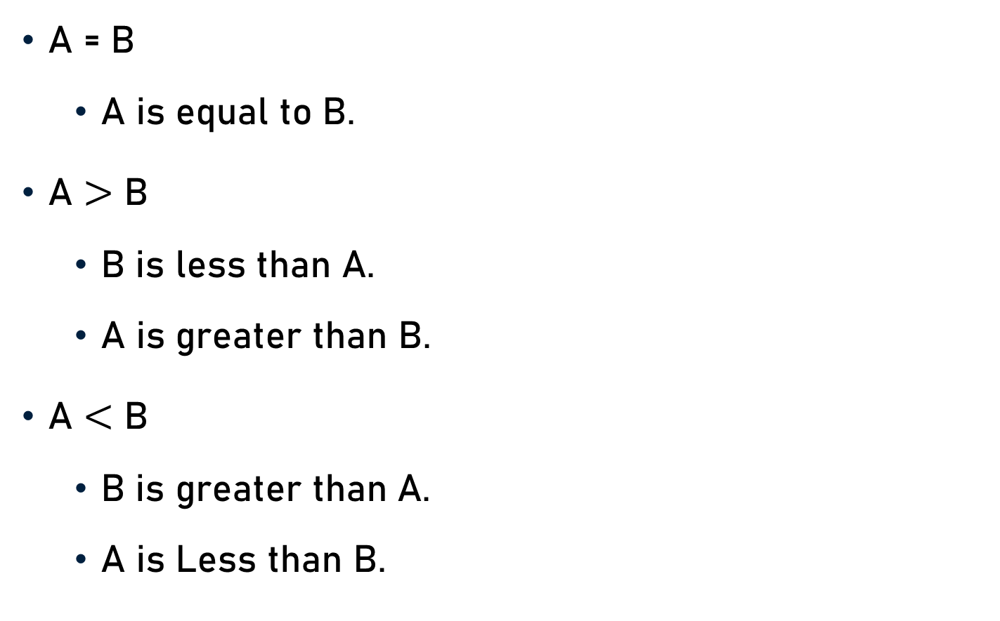 • A = B
• A is equal to B.
• A > B
• B is less than A.
• A is greater than B.
• A < B
• B is greater than A.
• A is Less than B.